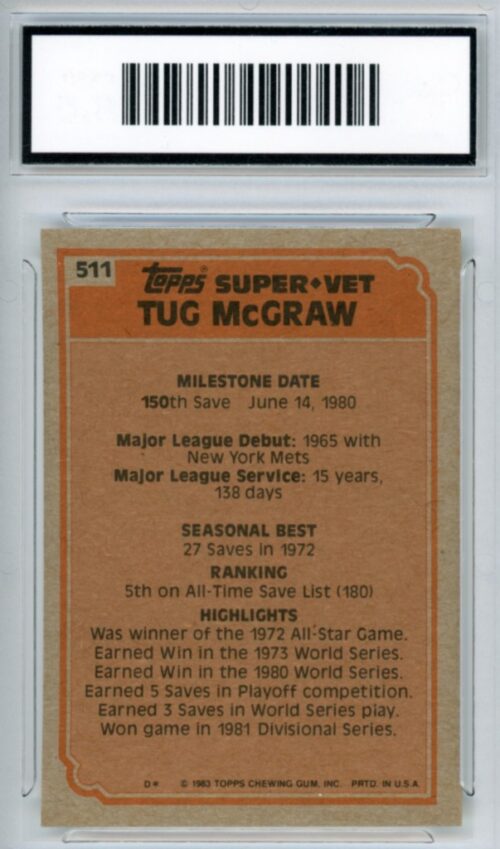 511
Topps® SUPER◆VET
TUG McGRAW
MILESTONE DATE
150th Save June 14, 1980
Major League Debut: 1965 with
New York Mets
Major League Service: 15 years,
138 days
SEASONAL BEST
27 Saves in 1972
RANKING
5th on All-Time Save List (180)
HIGHLIGHTS
Was winner of the 1972 All-Star Game.
Earned Win in the 1973 World Series.
Earned Win in the 1980 World Series.
Earned 5 Saves in Playoff competition.
Earned 3 Saves in World Series play.
Won game in 1981 Divisional Series.
D* © 1983 TOPPS CHEWING GUM, INC. PRTD. IN U.S.A.